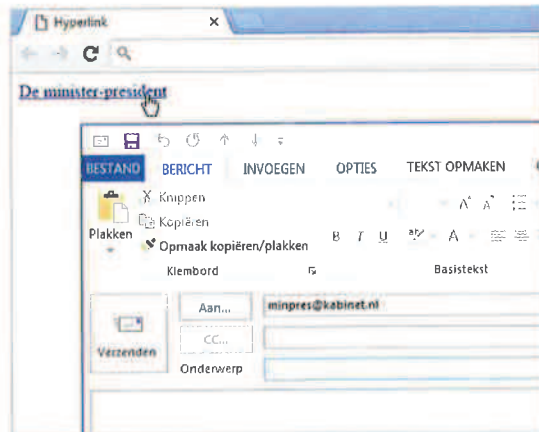 Hyperlink
De minister-president
BESTAND BERICHT INVOEGEN OPTIES TEKST OPMAKEN
Knippen
Kopiëren
Plakken
Opmaak kopiëren/plakken
B I U ab A
Klembord Basistekst
Aan... minpres@kabinet.nl
CC...
Verzenden
Onderwerp